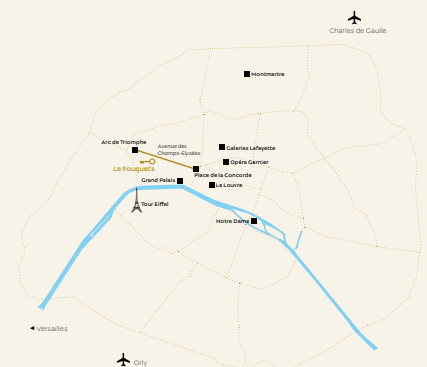 Charles de Gaulle
Montmartre
Arc de Triomphe
Avenue des
Champs-Elysées
Galeries Lafayette
Opéra Garnier
Le Fouquet's
Place de la Concorde
Grand Palais
Le Louvre
Tour Eiffel
Notre Dame
Versailles
Orly